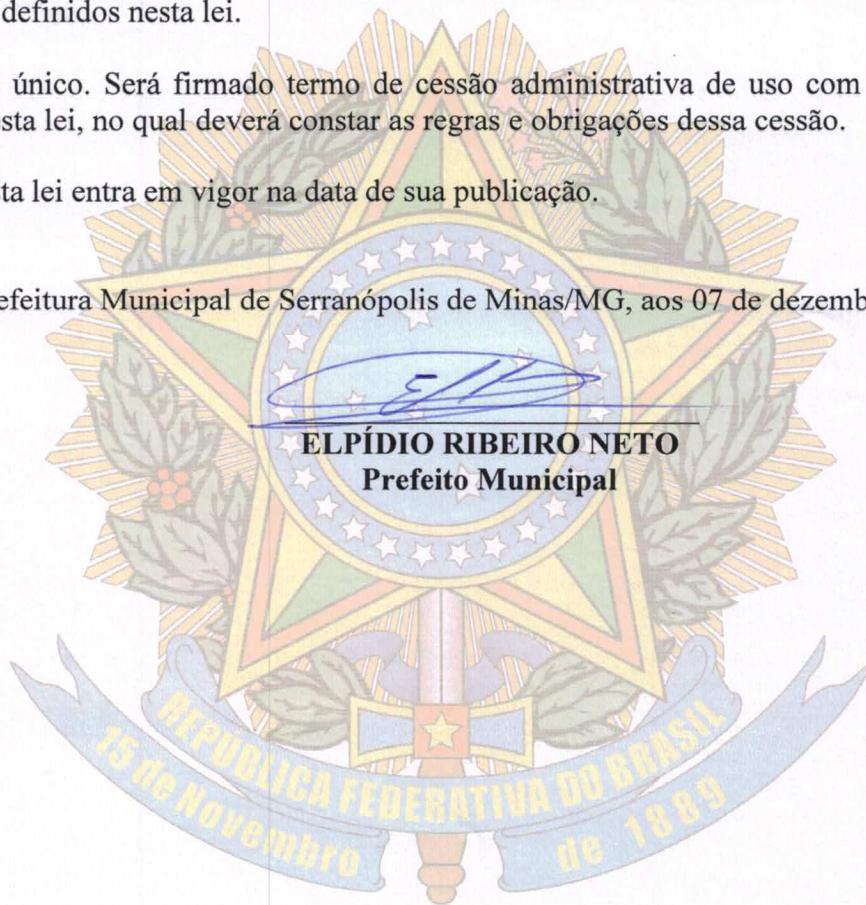 definidos nesta lei.
único. Será firmado termo de cessão administrativa de uso com
sta lei, no qual deverá constar as regras e obrigações dessa cessão.
sta lei entra em vigor na data de sua publicação.
efeitura Municipal de Serranópolis de Minas/MG, aos 07 de dezemb
ELPÍDIO RIBEIRO NETO
Prefeito Municipal
REPÚBLICA FEDERATIVA DO BRASIL
15 de Novembro de 1889